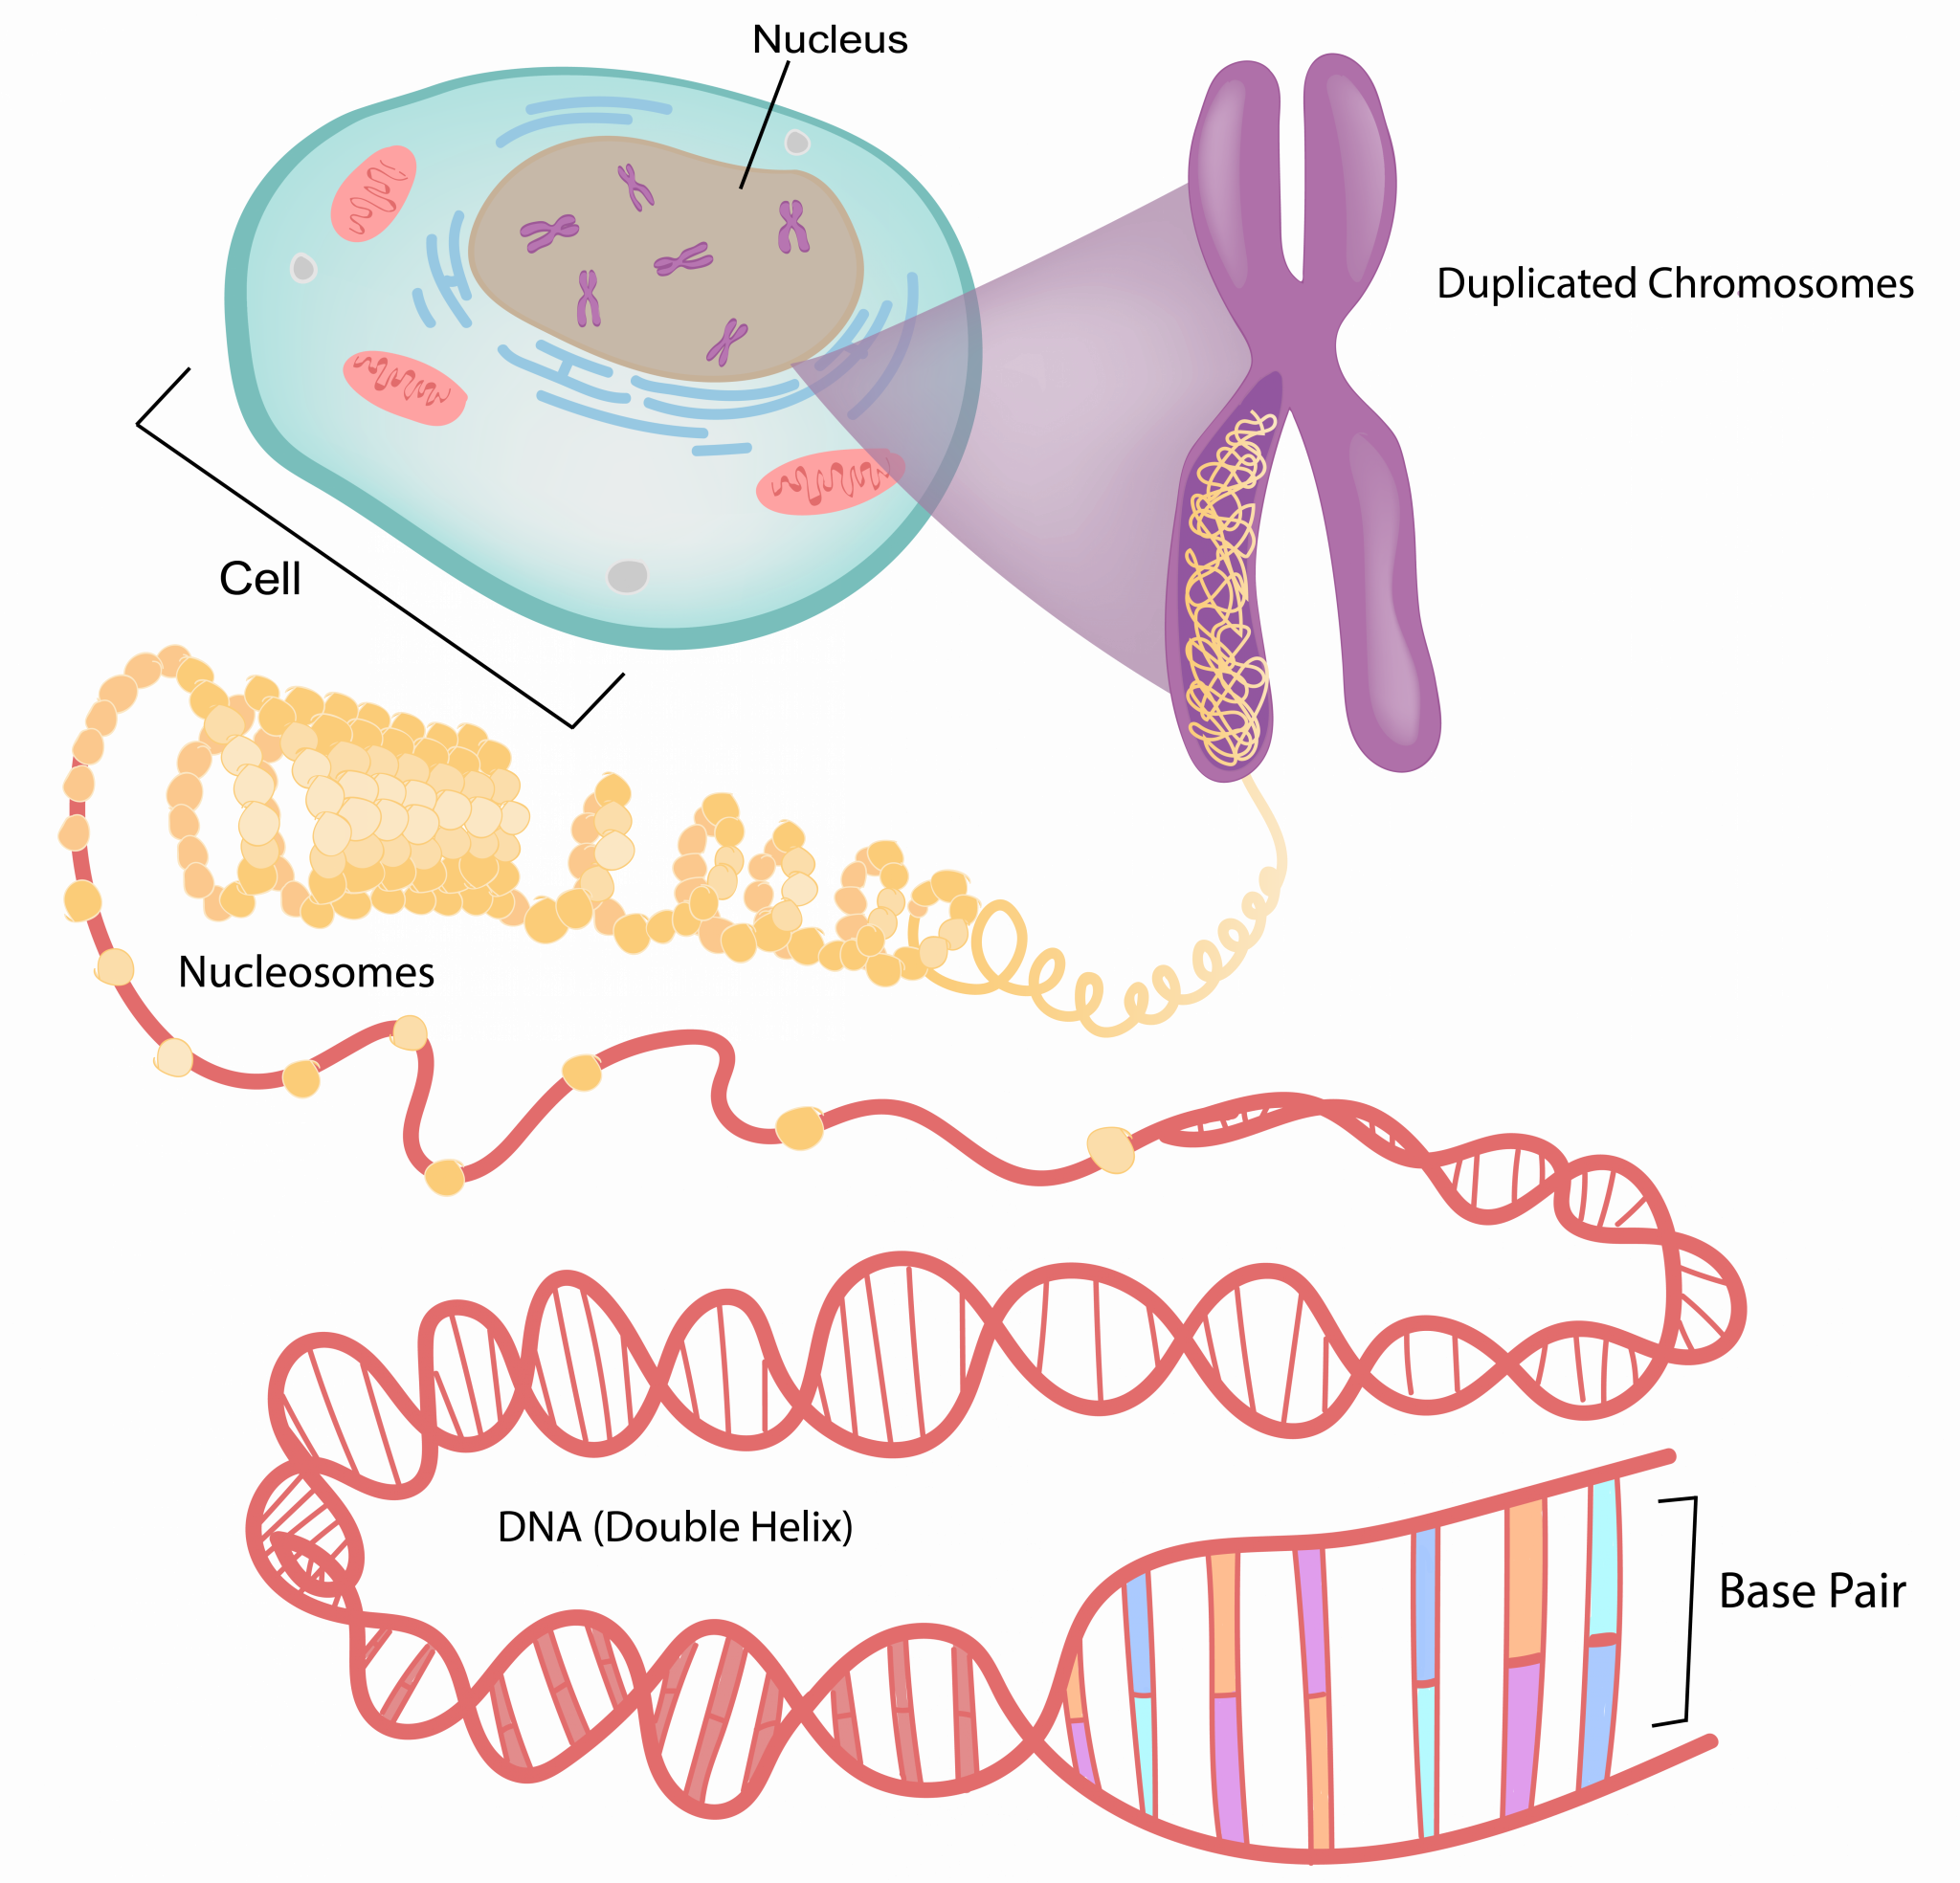 Nucleus
Duplicated Chromosomes
Cell
Nucleosomes
DNA (Double Helix)
Base Pair